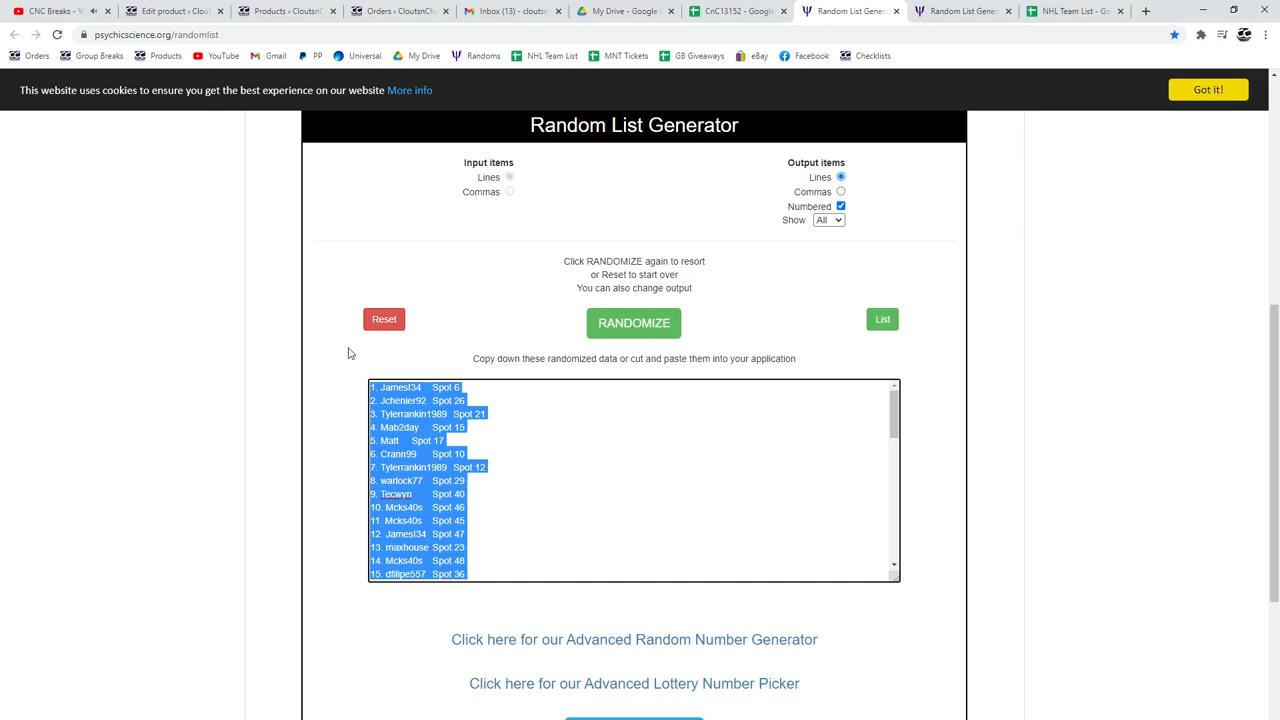 CNC Breaks - Y
Edit product ‹ Clout
Products ‹ CloutsnC
Orders ‹ CloutsnCh
Inbox (13) - cloutsn
My Drive - Google
CnC13152 - Google
Random List Genera
Random List Genera
NHL Team List - Go
psychicscience.org/randomlist
Orders Group Breaks Products YouTube Gmail PP Universal My Drive Randoms NHL Team List MNT Tickets GB Giveaways eBay Facebook Checklists
This website uses cookies to ensure you get the best experience on our website More info
Got it!
Random List Generator
Input items
Lines
Commas
Output items
Lines
Commas
Numbered
Show All
Click RANDOMIZE again to resort
or Reset to start over
You can also change output
Reset
RANDOMIZE
List
Copy down these randomized data or cut and paste them into your application
1. JamesI34 Spot 6
2. Jchenier92 Spot 26
3. Tylerrankin1989 Spot 21
4. Mab2day Spot 15
5. Matt Spot 17
6. Crann99 Spot 10
7. Tylerrankin1989 Spot 12
8. warlock77 Spot 29
9. Tecwyn Spot 40
10. Mcks40s Spot 46
11. Mcks40s Spot 45
12. JamesI34 Spot 47
13. maxhouse Spot 23
14. Mcks40s Spot 48
15. dfilipe557 Spot 36
Click here for our Advanced Random Number Generator
Click here for our Advanced Lottery Number Picker